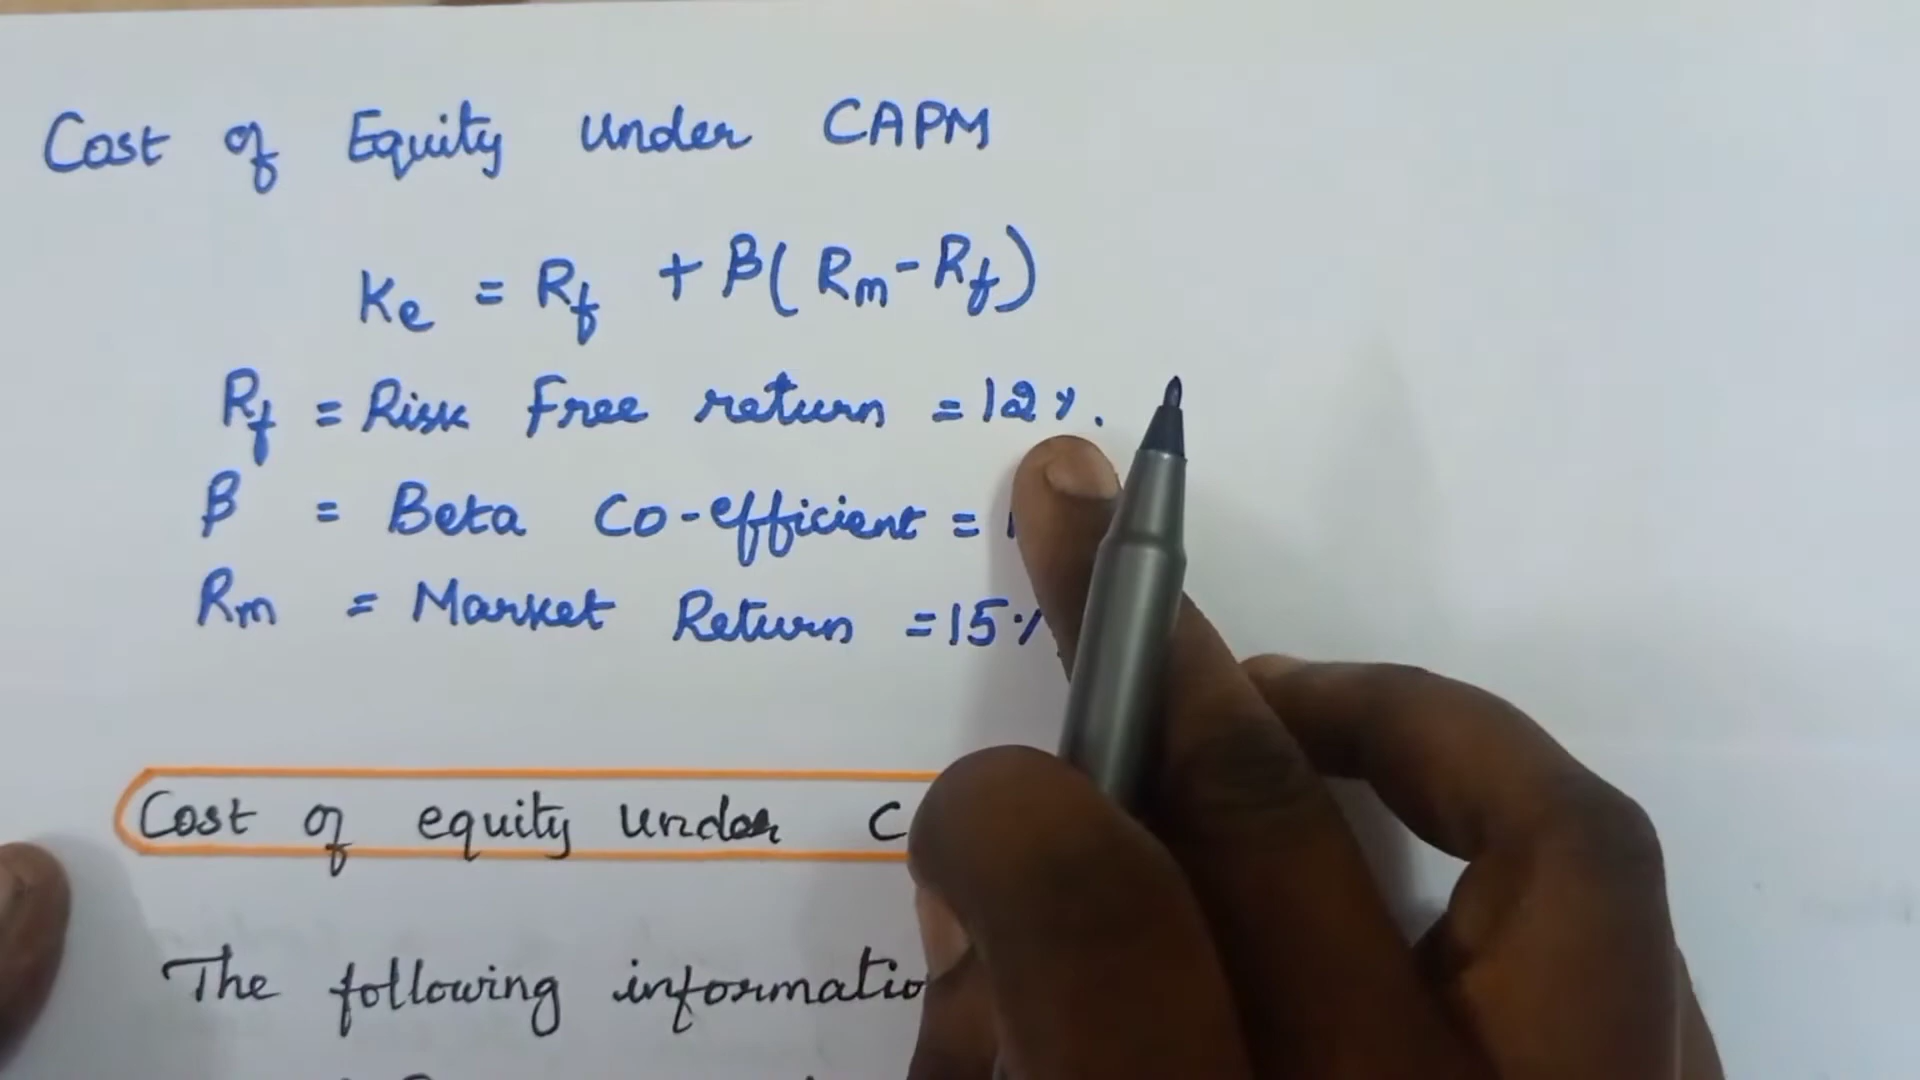 Cost of Equity under CAPM
Ke = Rf + β( Rm - Rf )
Rf = Risk Free return = 12%.
β = Beta Co-efficient =
Rm = Market Return = 15%
Cost of equity under C
The following